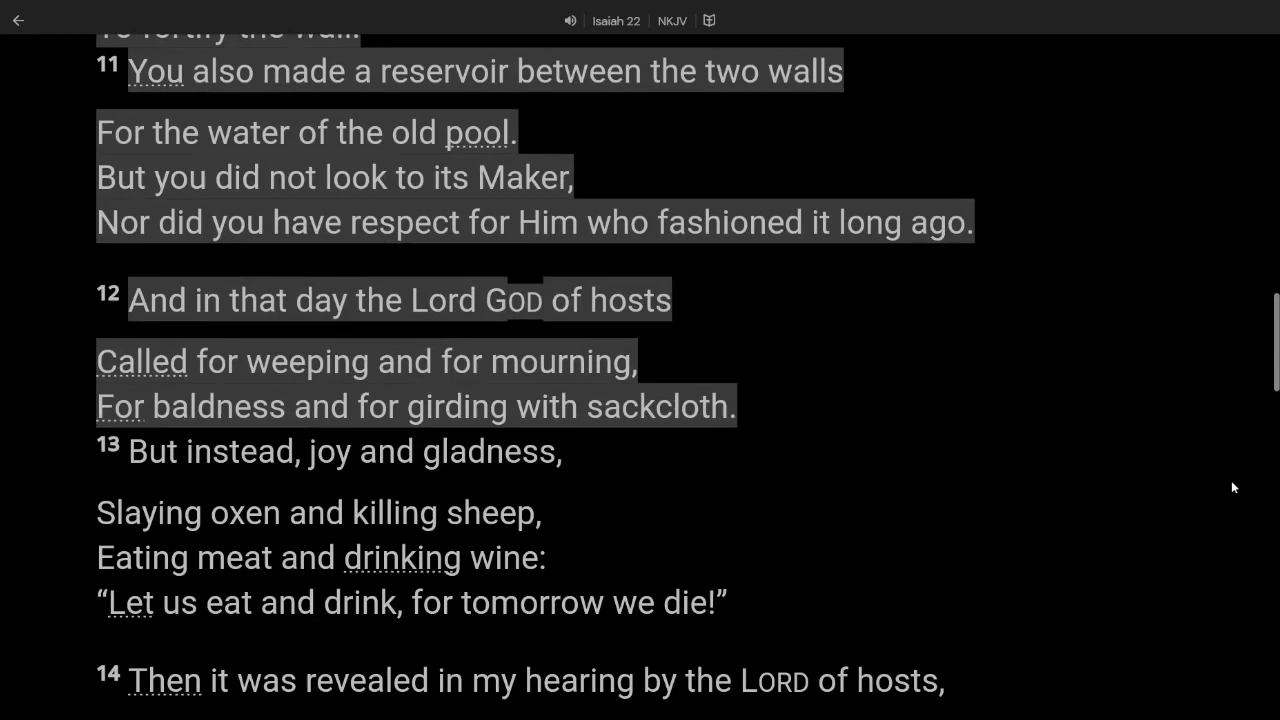 Isaiah 22 NKJV
To fortify the wall.
11 You also made a reservoir between the two walls
For the water of the old pool.
But you did not look to its Maker,
Nor did you have respect for Him who fashioned it long ago.
12 And in that day the Lord GOD of hosts
Called for weeping and for mourning,
For baldness and for girding with sackcloth.
13 But instead, joy and gladness,
Slaying oxen and killing sheep,
Eating meat and drinking wine:
“Let us eat and drink, for tomorrow we die!”
14 Then it was revealed in my hearing by the LORD of hosts,